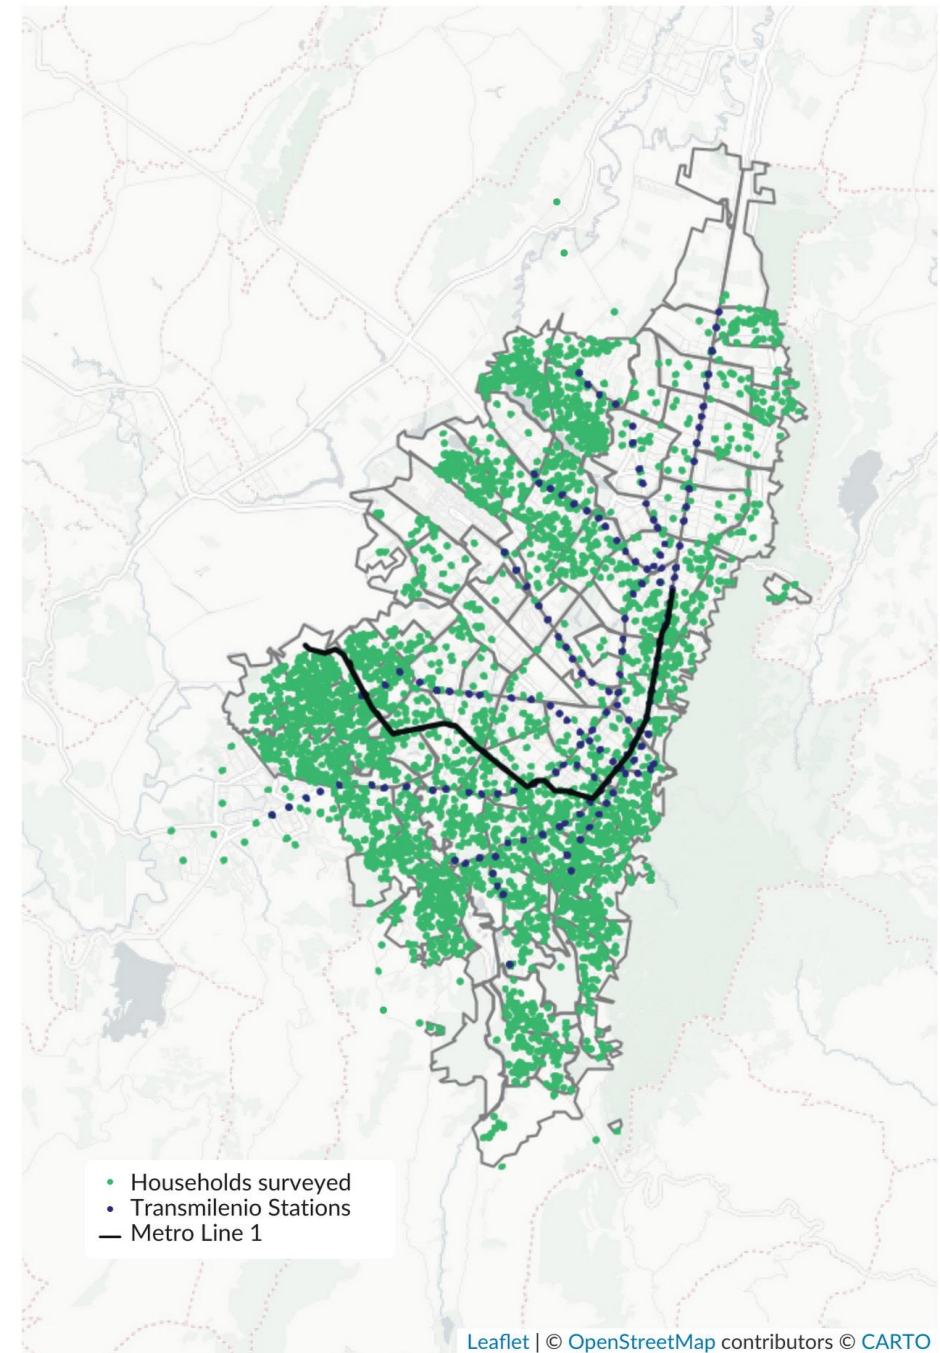 Households surveyed
Transmilenio Stations
Metro Line 1
Leaflet | © OpenStreetMap contributors © CARTO